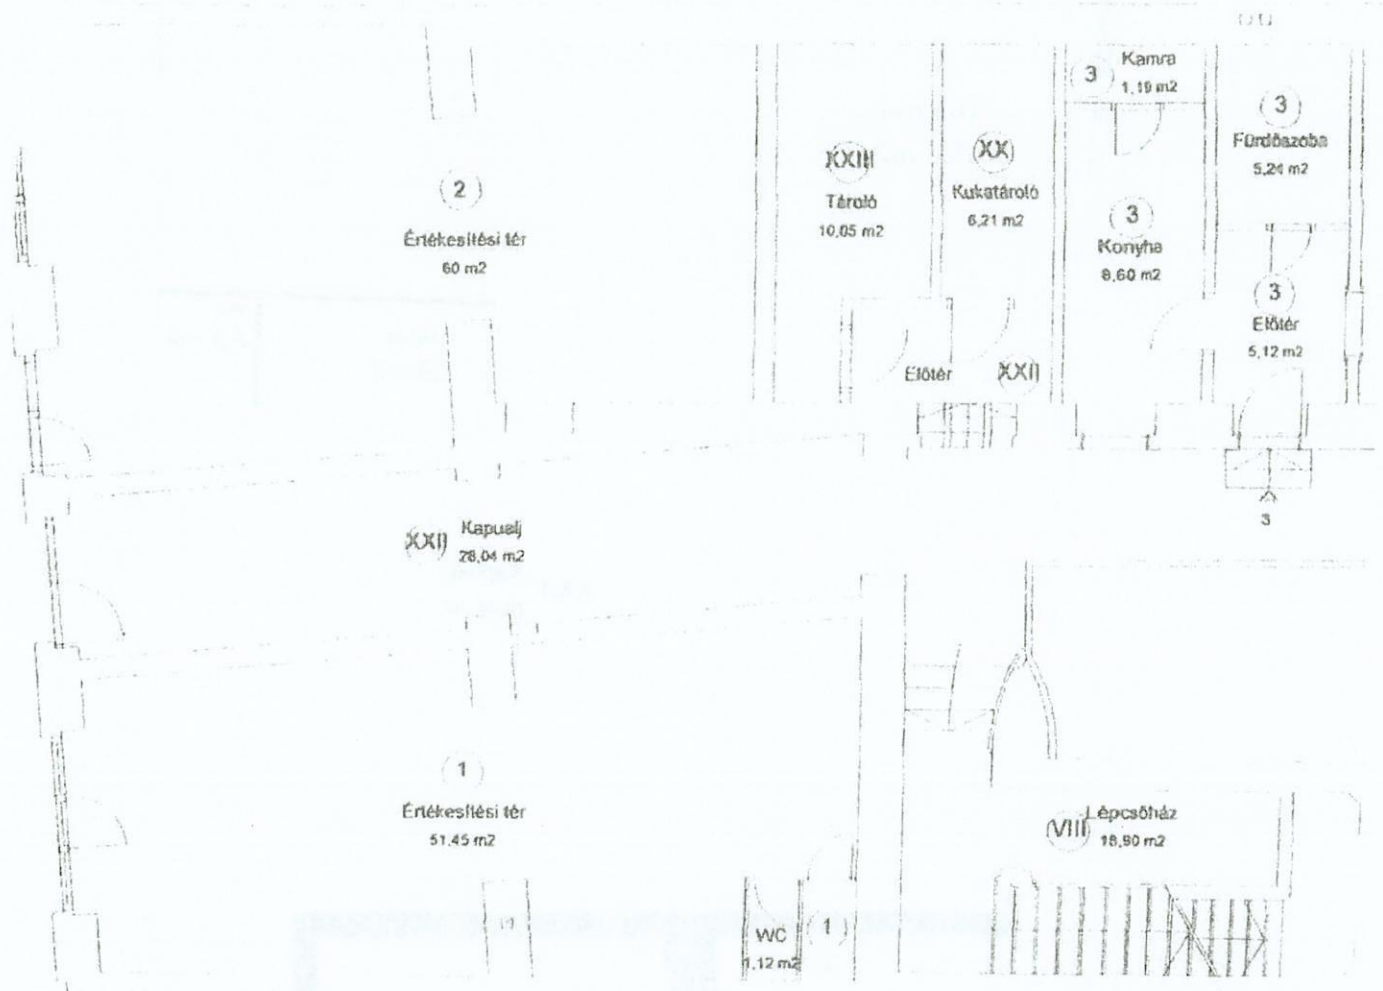 3
Kamra
1,19 m2
3
Fürdőszoba
5,24 m2
XXIII
Tároló
10,05 m2
XX
Kukatároló
6,21 m2
2
Értékesítési tér
60 m2
3
Konyha
8,60 m2
3
Előtér
5,12 m2
Előtér
XXII
3
XXII
Kapualj
28,04 m2
1
Értékesítési tér
51,45 m2
VIII
Lépcsőház
18,90 m2
WC
1,12 m2
1